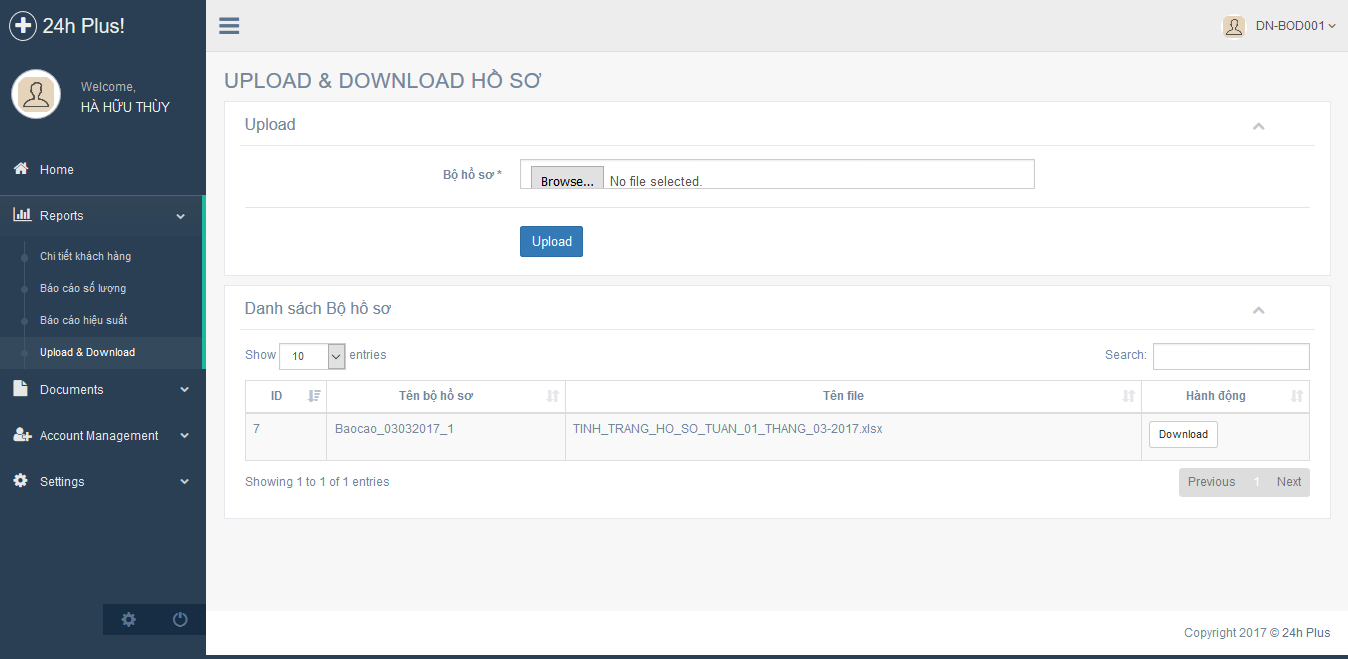 24h Plus!
DN-BOD001
Welcome,
HÀ HỮU THÙY
Home
Reports
Chi tiết khách hàng
Báo cáo số lượng
Báo cáo hiệu suất
Upload & Download
Documents
Account Management
Settings
UPLOAD & DOWNLOAD HỒ SƠ
Upload
Bộ hồ sơ *
Browse... No file selected.
Upload
Danh sách Bộ hồ sơ
Show 10 entries
Search:
ID Tên bộ hồ sơ Tên file Hành động
7 Baocao_03032017_1 TINH_TRANG_HO_SO_TUAN_01_THANG_03-2017.xlsx Download
Showing 1 to 1 of 1 entries
Previous 1 Next
Copyright 2017 © 24h Plus